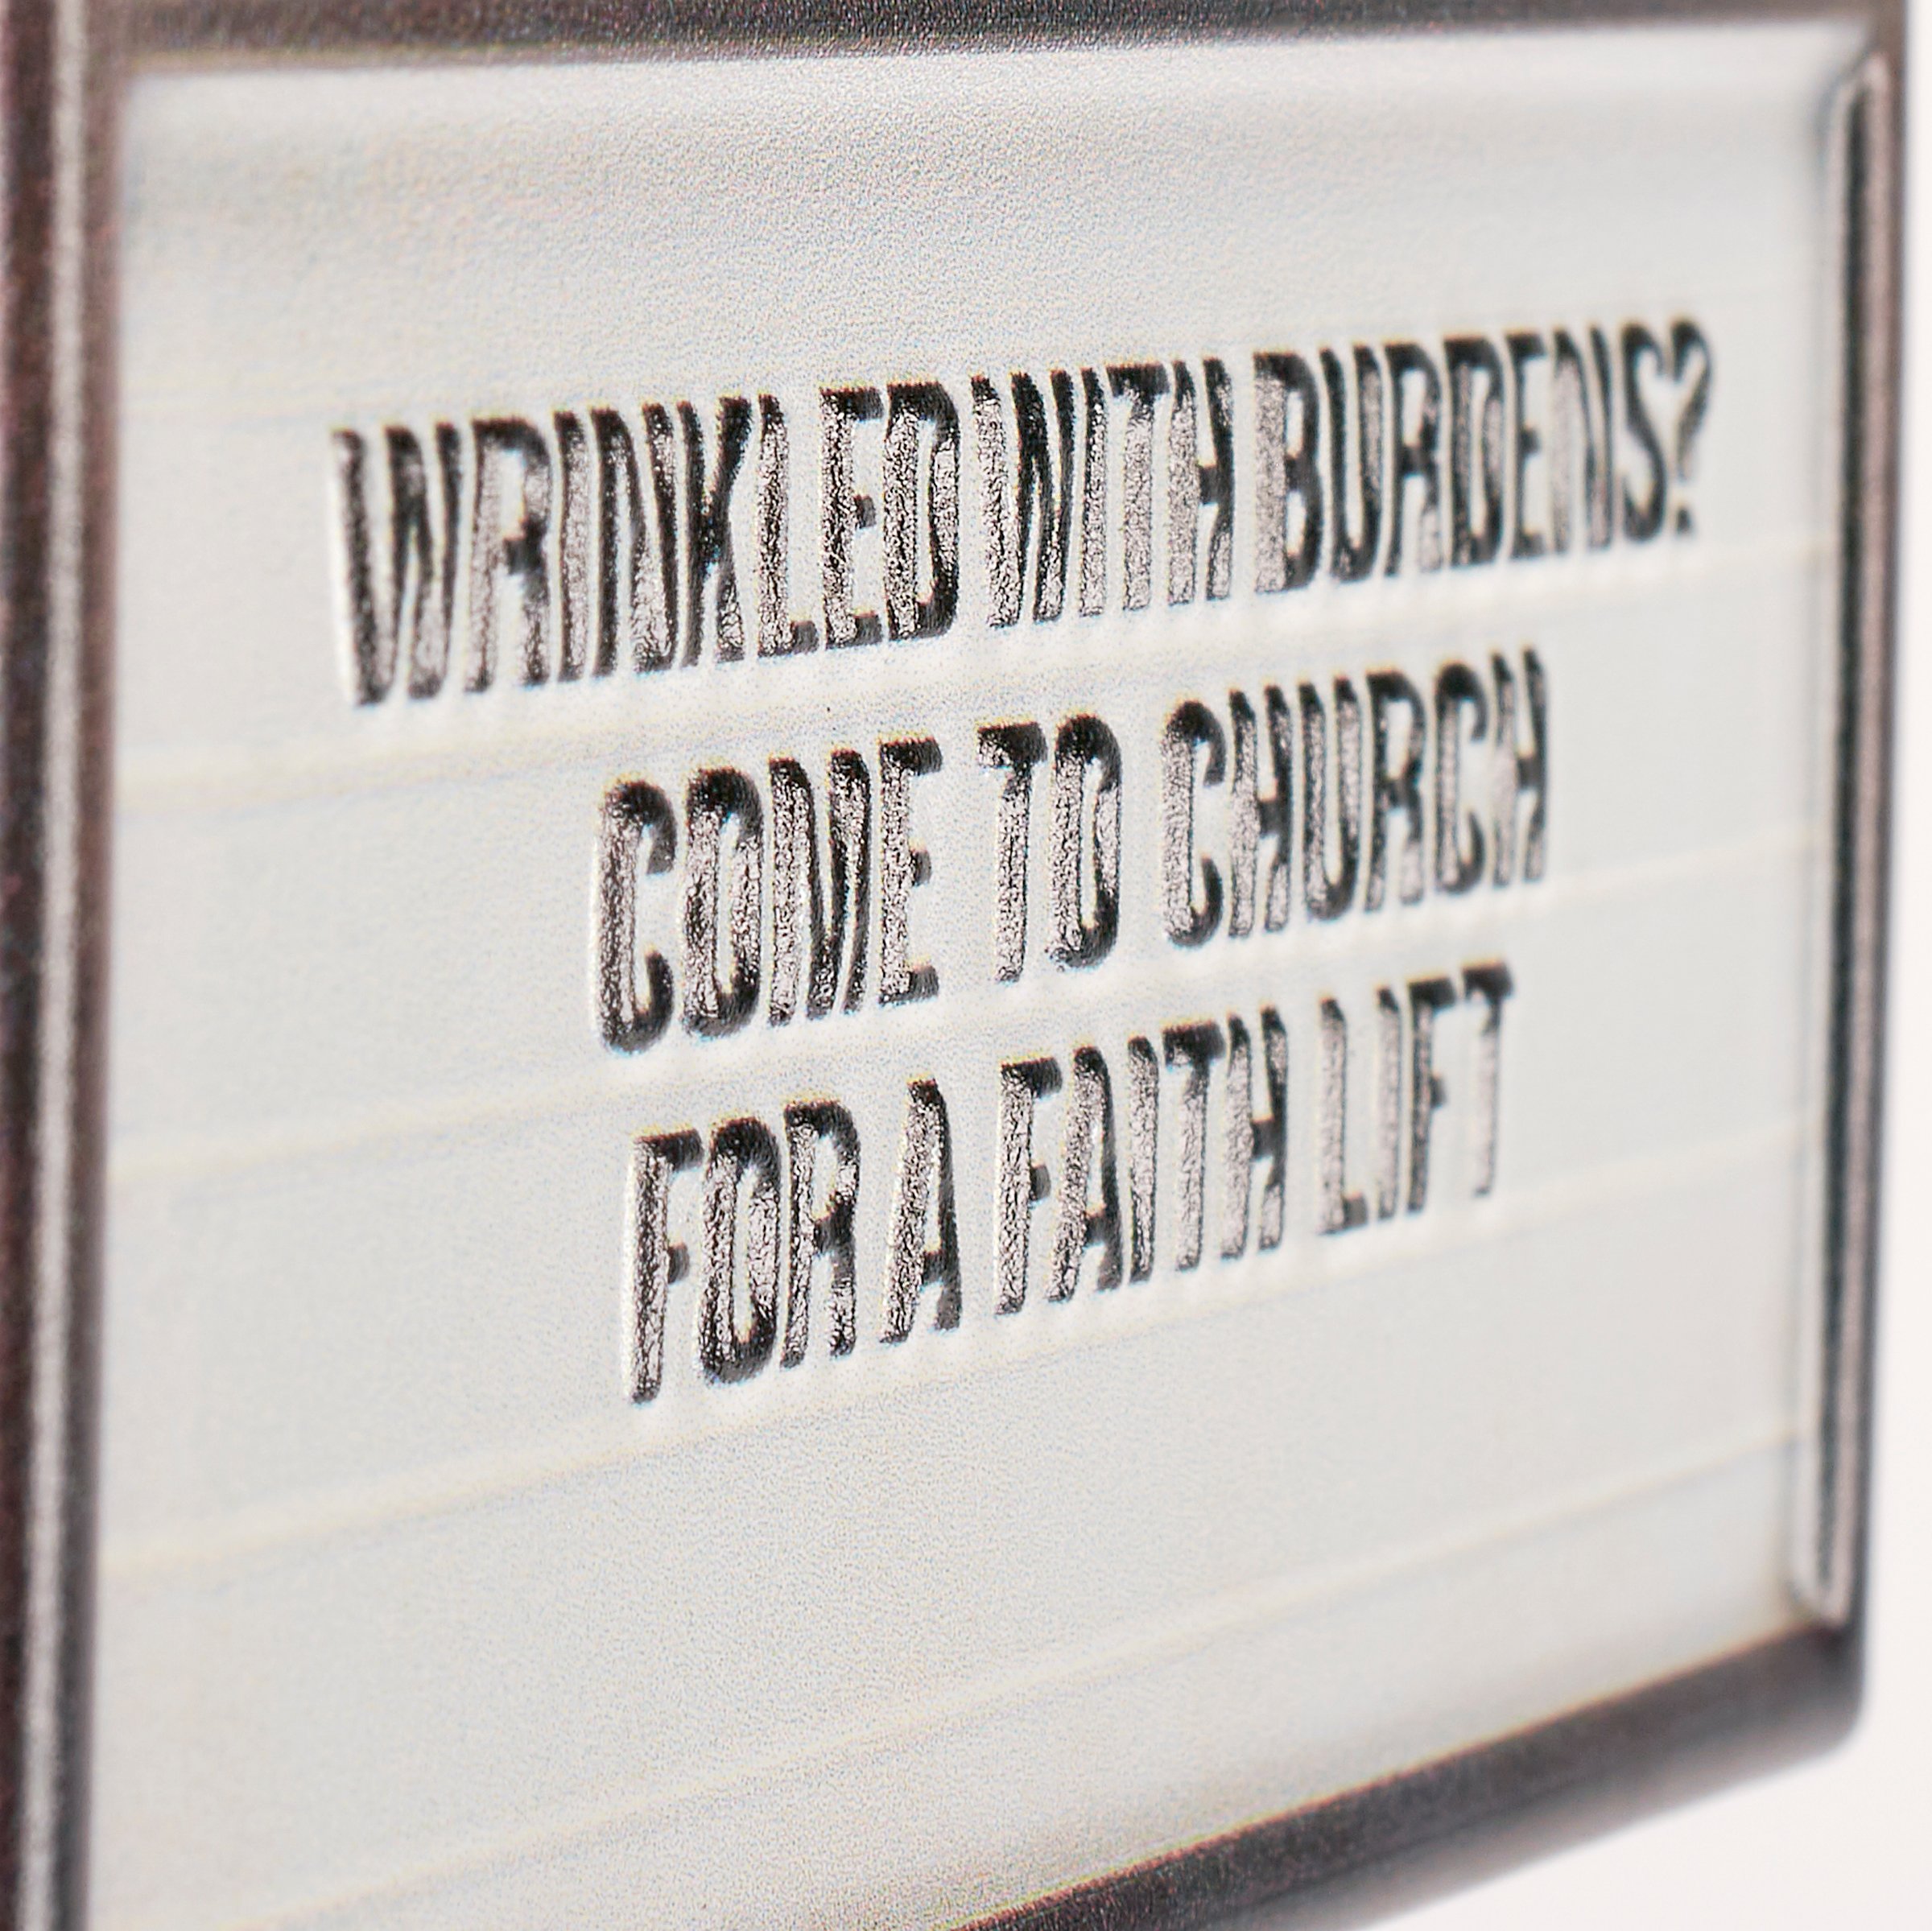 WRINKLED WITH BURDENS?
COME TO CHURCH
FOR A FAITH LIFT